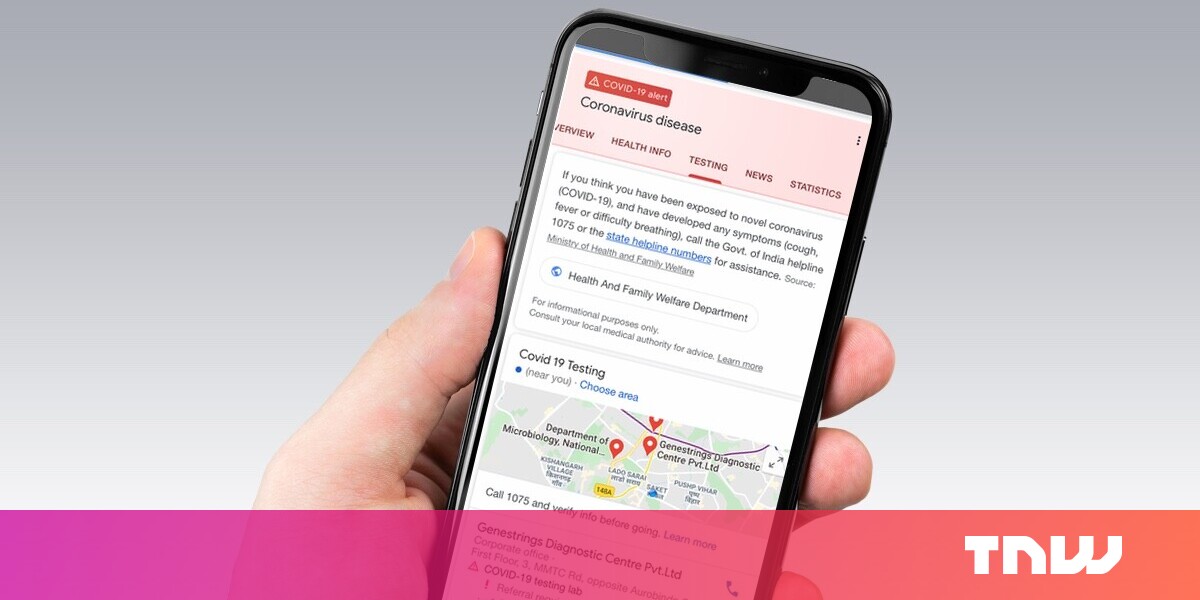 COVID-19 alert
Coronavirus disease
VERVIEW HEALTH INFO TESTING NEWS STATISTICS
If you think you have been exposed to novel coronavirus
(COVID-19), and have developed any symptoms (cough,
fever or difficulty breathing), call the Govt. of India helpline
1075 or the state helpline numbers for assistance. Source:
Ministry of Health and Family Welfare
Health And Family Welfare Department
For informational purposes only.
Consult your local medical authority for advice. Learn more
Covid 19 Testing
(near you) · Choose area
Department of
Microbiology, National...
Genestrings Diagnostic
Centre Pvt.Ltd
KISHANGARH
VILLAGE
किशनगढ़
गाँव
LADO SARAI
लाडो सराय
148A
SAKET
साकेत
PUSHP VIHAR
पुष्प
विहार
Call 1075 and verify info before going. Learn more
Genestrings Diagnostic Centre Pvt.Ltd
Corporate office ·
First Floor, 3, MMTC Rd, opposite Aurobindo
COVID-19 testing lab
Referral
TNW